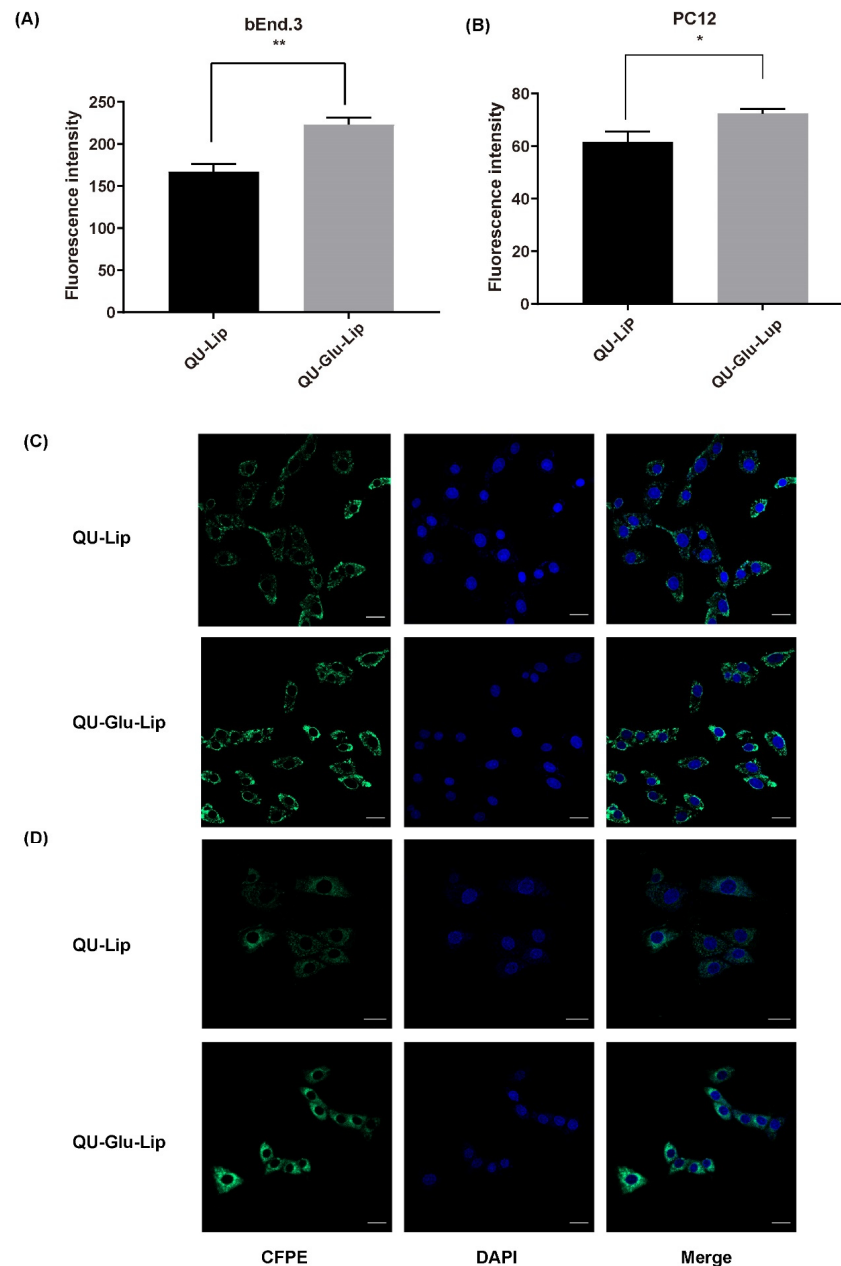 (A)
bEnd.3
**
Fluorescence intensity
250
200
150
100
50
0
QU-Lip
QU-Glu-Lip
(B)
PC12
*
Fluorescence intensity
80
60
40
20
0
QU-LiP
QU-Glu-Lup
(C)
QU-Lip
QU-Glu-Lip
(D)
QU-Lip
QU-Glu-Lip
CFPE DAPI Merge